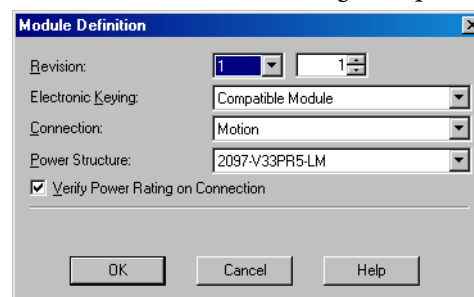 Module Definition
Revision: 1 1
Electronic Keying: Compatible Module
Connection: Motion
Power Structure: 2097-V33PR5-LM
Verify Power Rating on Connection
OK Cancel Help